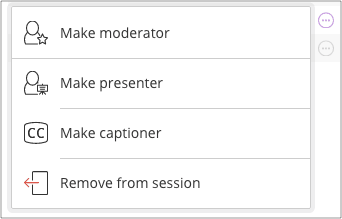 Make moderator
Make presenter
CC Make captioner
Remove from session